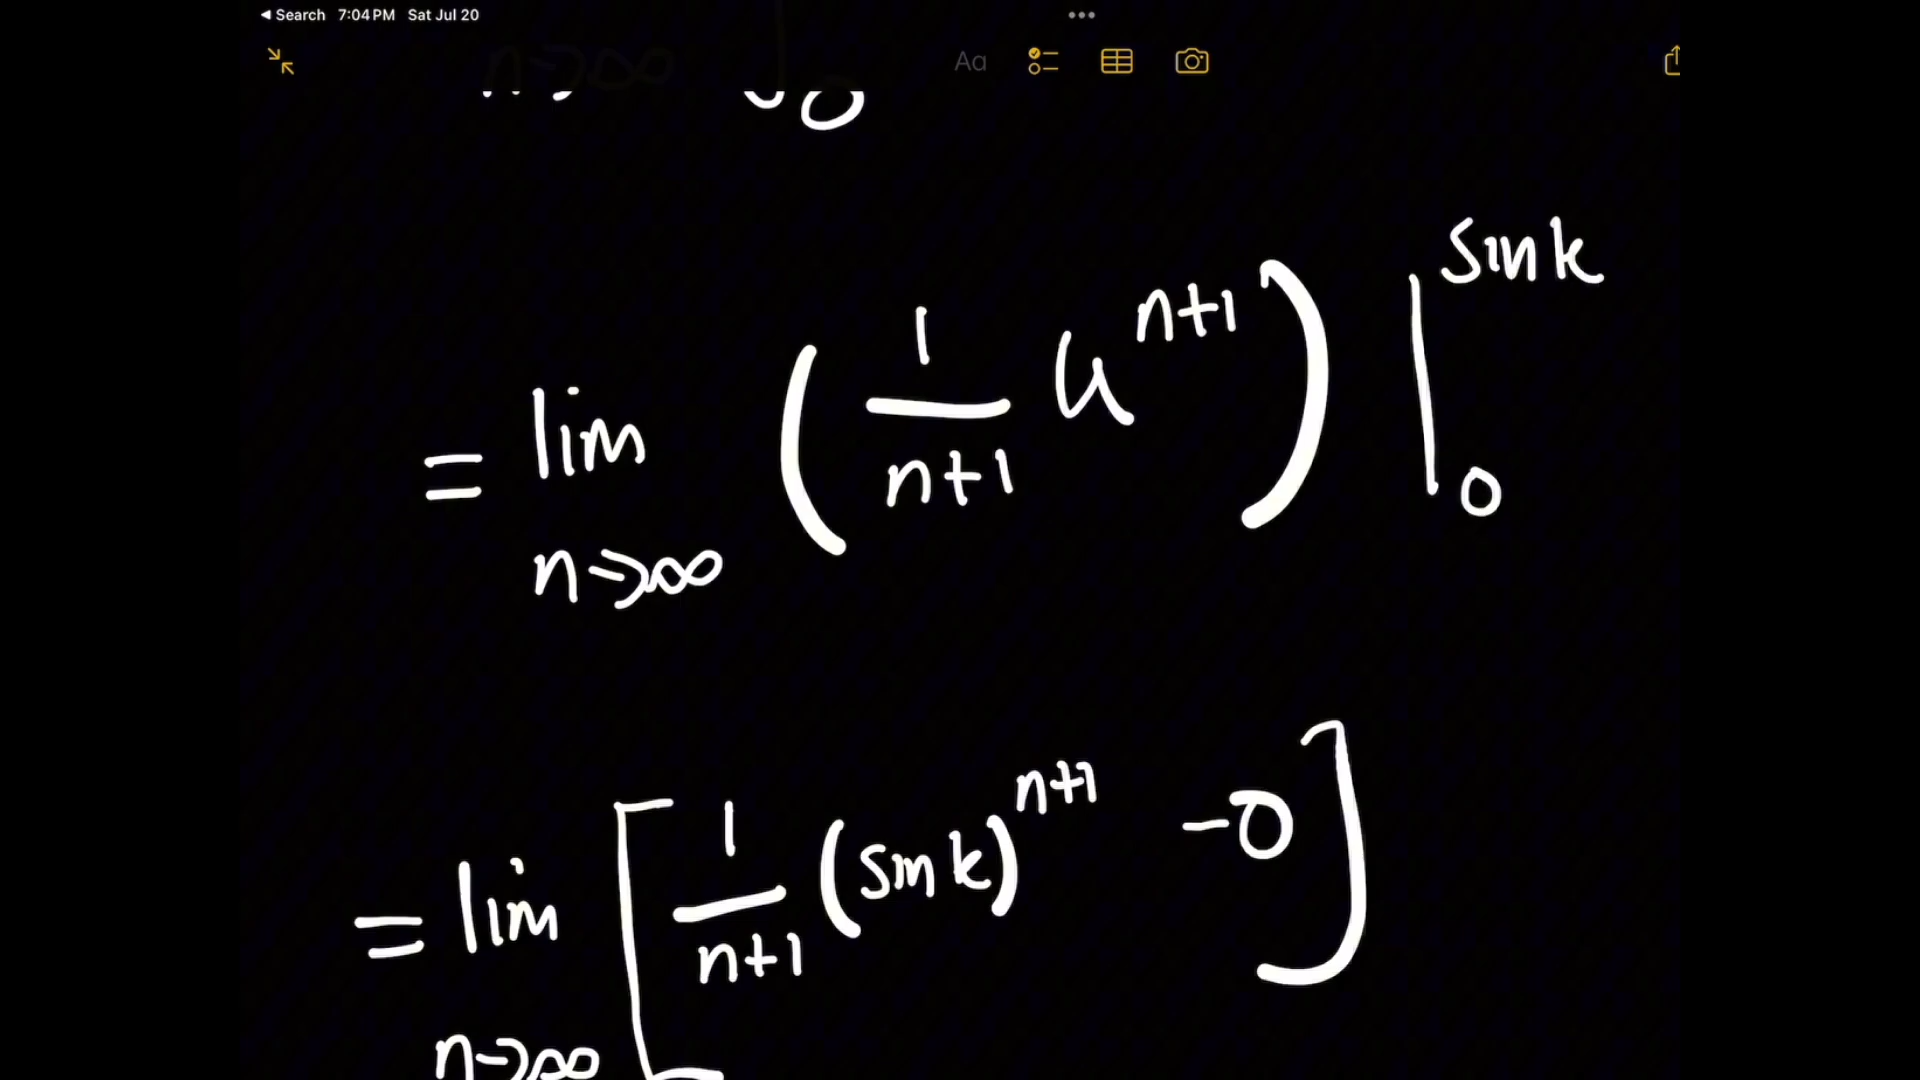 ◀ Search 7:04 PM Sat Jul 20
Aa
= lim n→∞ ( 1/n+1 u^n+1 ) |_0^sin k
= lim n→∞ [ 1/n+1 (sin k)^n+1 -0 ]